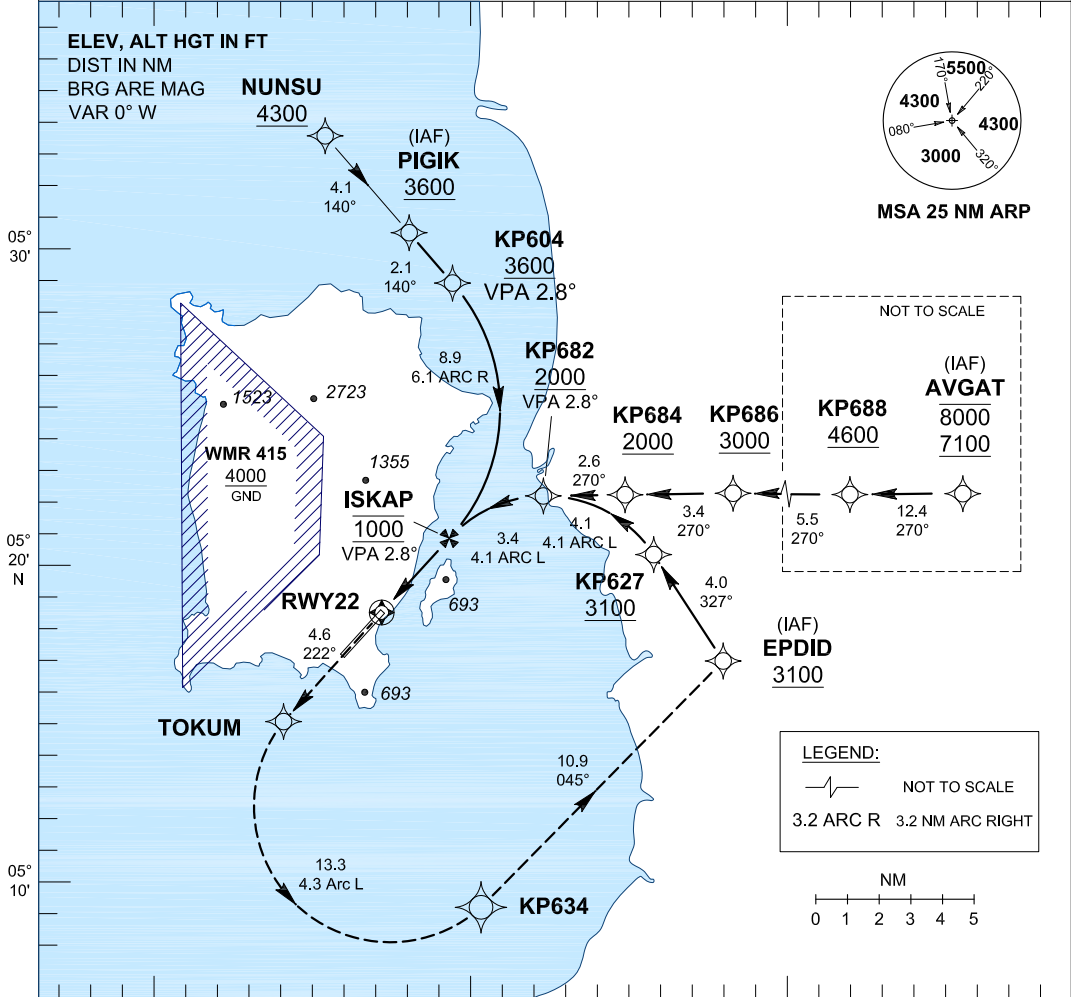 ELEV, ALT HGT IN FT
DIST IN NM
BRG ARE MAG
VAR 0° W
NUNSU
4300
(IAF)
PIGIK
3600
4.1
140°
2.1
140°
KP604
3600
VPA 2.8°
5500
170°
220°
4300
4300
080°
3000
320°
MSA 25 NM ARP
05°
30'
8.9
6.1 ARC R
KP682
2000
VPA 2.8°
NOT TO SCALE
(IAF)
AVGAT
8000
7100
KP688
4600
KP686
3000
KP684
2000
1523
2723
WMR 415
4000
GND
1355
ISKAP
1000
VPA 2.8°
2.6
270°
3.4
270°
5.5
270°
12.4
270°
3.4
4.1 ARC L
4.1
4.1 ARC L
05°
20'
N
KP627
3100
4.0
327°
693
RWY22
4.6
222°
(IAF)
EPDID
3100
693
TOKUM
10.9
045°
LEGEND:
NOT TO SCALE
3.2 ARC R 3.2 NM ARC RIGHT
13.3
4.3 Arc L
05°
10'
KP634
NM
0 1 2 3 4 5